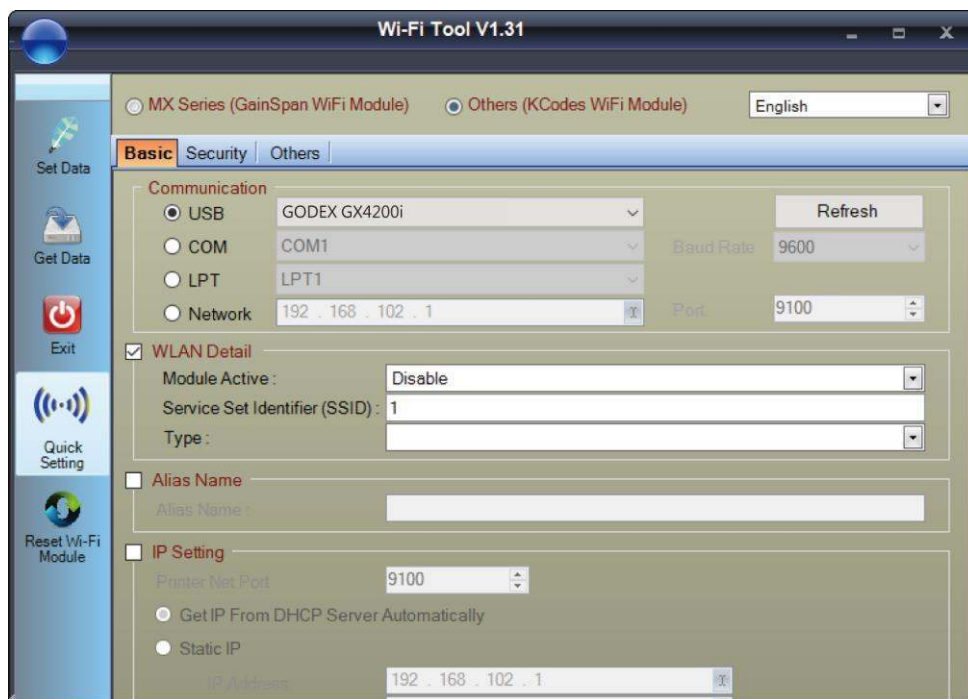 Wi-Fi Tool V1.31
MX Series (GainSpan WiFi Module) Others (KCodes WiFi Module) English
Set Data
Get Data
Exit
Quick
Setting
Reset Wi-Fi
Module
Basic Security Others
Communication
USB GODEX GX4200i Refresh
COM COM1 Baud Rate 9600
LPT LPT1
Network 192 . 168 . 102 . 1 Port: 9100
WLAN Detail
Module Active : Disable
Service Set Identifier (SSID) : 1
Type :
Alias Name
Alias Name :
IP Setting
Printer Net Port 9100
Get IP From DHCP Server Automatically
Static IP
IP Address 192 . 168 . 102 . 1